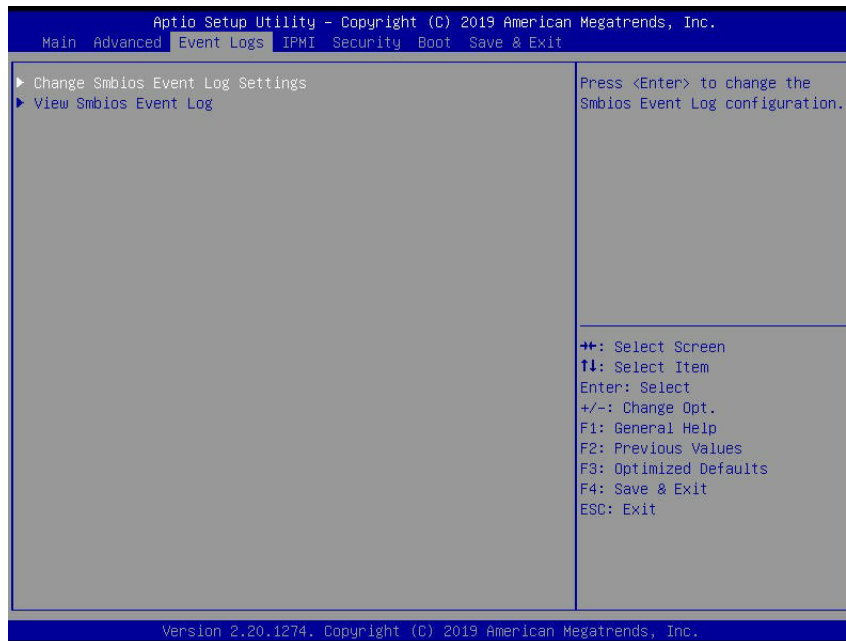 Aptio Setup Utility – Copyright (C) 2019 American Megatrends, Inc.
Main Advanced Event Logs IPMI Security Boot Save & Exit
▶ Change Smbios Event Log Settings
▶ View Smbios Event Log
Press <Enter> to change the
Smbios Event Log configuration.
→←: Select Screen
↑↓: Select Item
Enter: Select
+/-: Change Opt.
F1: General Help
F2: Previous Values
F3: Optimized Defaults
F4: Save & Exit
ESC: Exit
Version 2.20.1274. Copyright (C) 2019 American Megatrends, Inc.